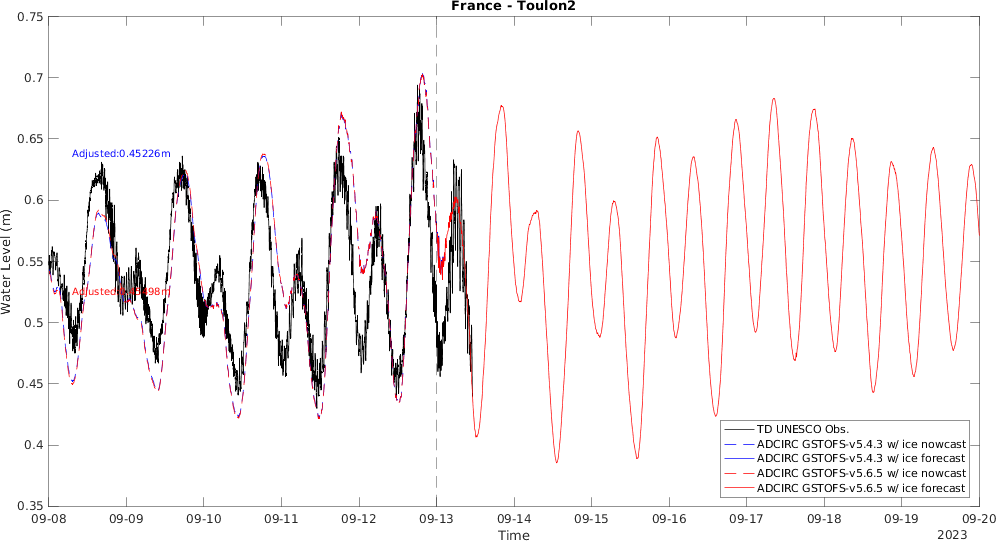 France - Toulon2
Water Level (m)
0.75
0.7
0.65
0.6
0.55
0.5
0.45
0.4
0.35
Adjusted:0.45226m
Adjusted:
498m
TD UNESCO Obs.
ADCIRC GSTOFS-v5.4.3 w/ ice nowcast
ADCIRC GSTOFS-v5.4.3 w/ ice forecast
ADCIRC GSTOFS-v5.6.5 w/ ice nowcast
ADCIRC GSTOFS-v5.6.5 w/ ice forecast
09-08 09-09 09-10 09-11 09-12 09-13 09-14 09-15 09-16 09-17 09-18 09-19 09-20
Time
2023